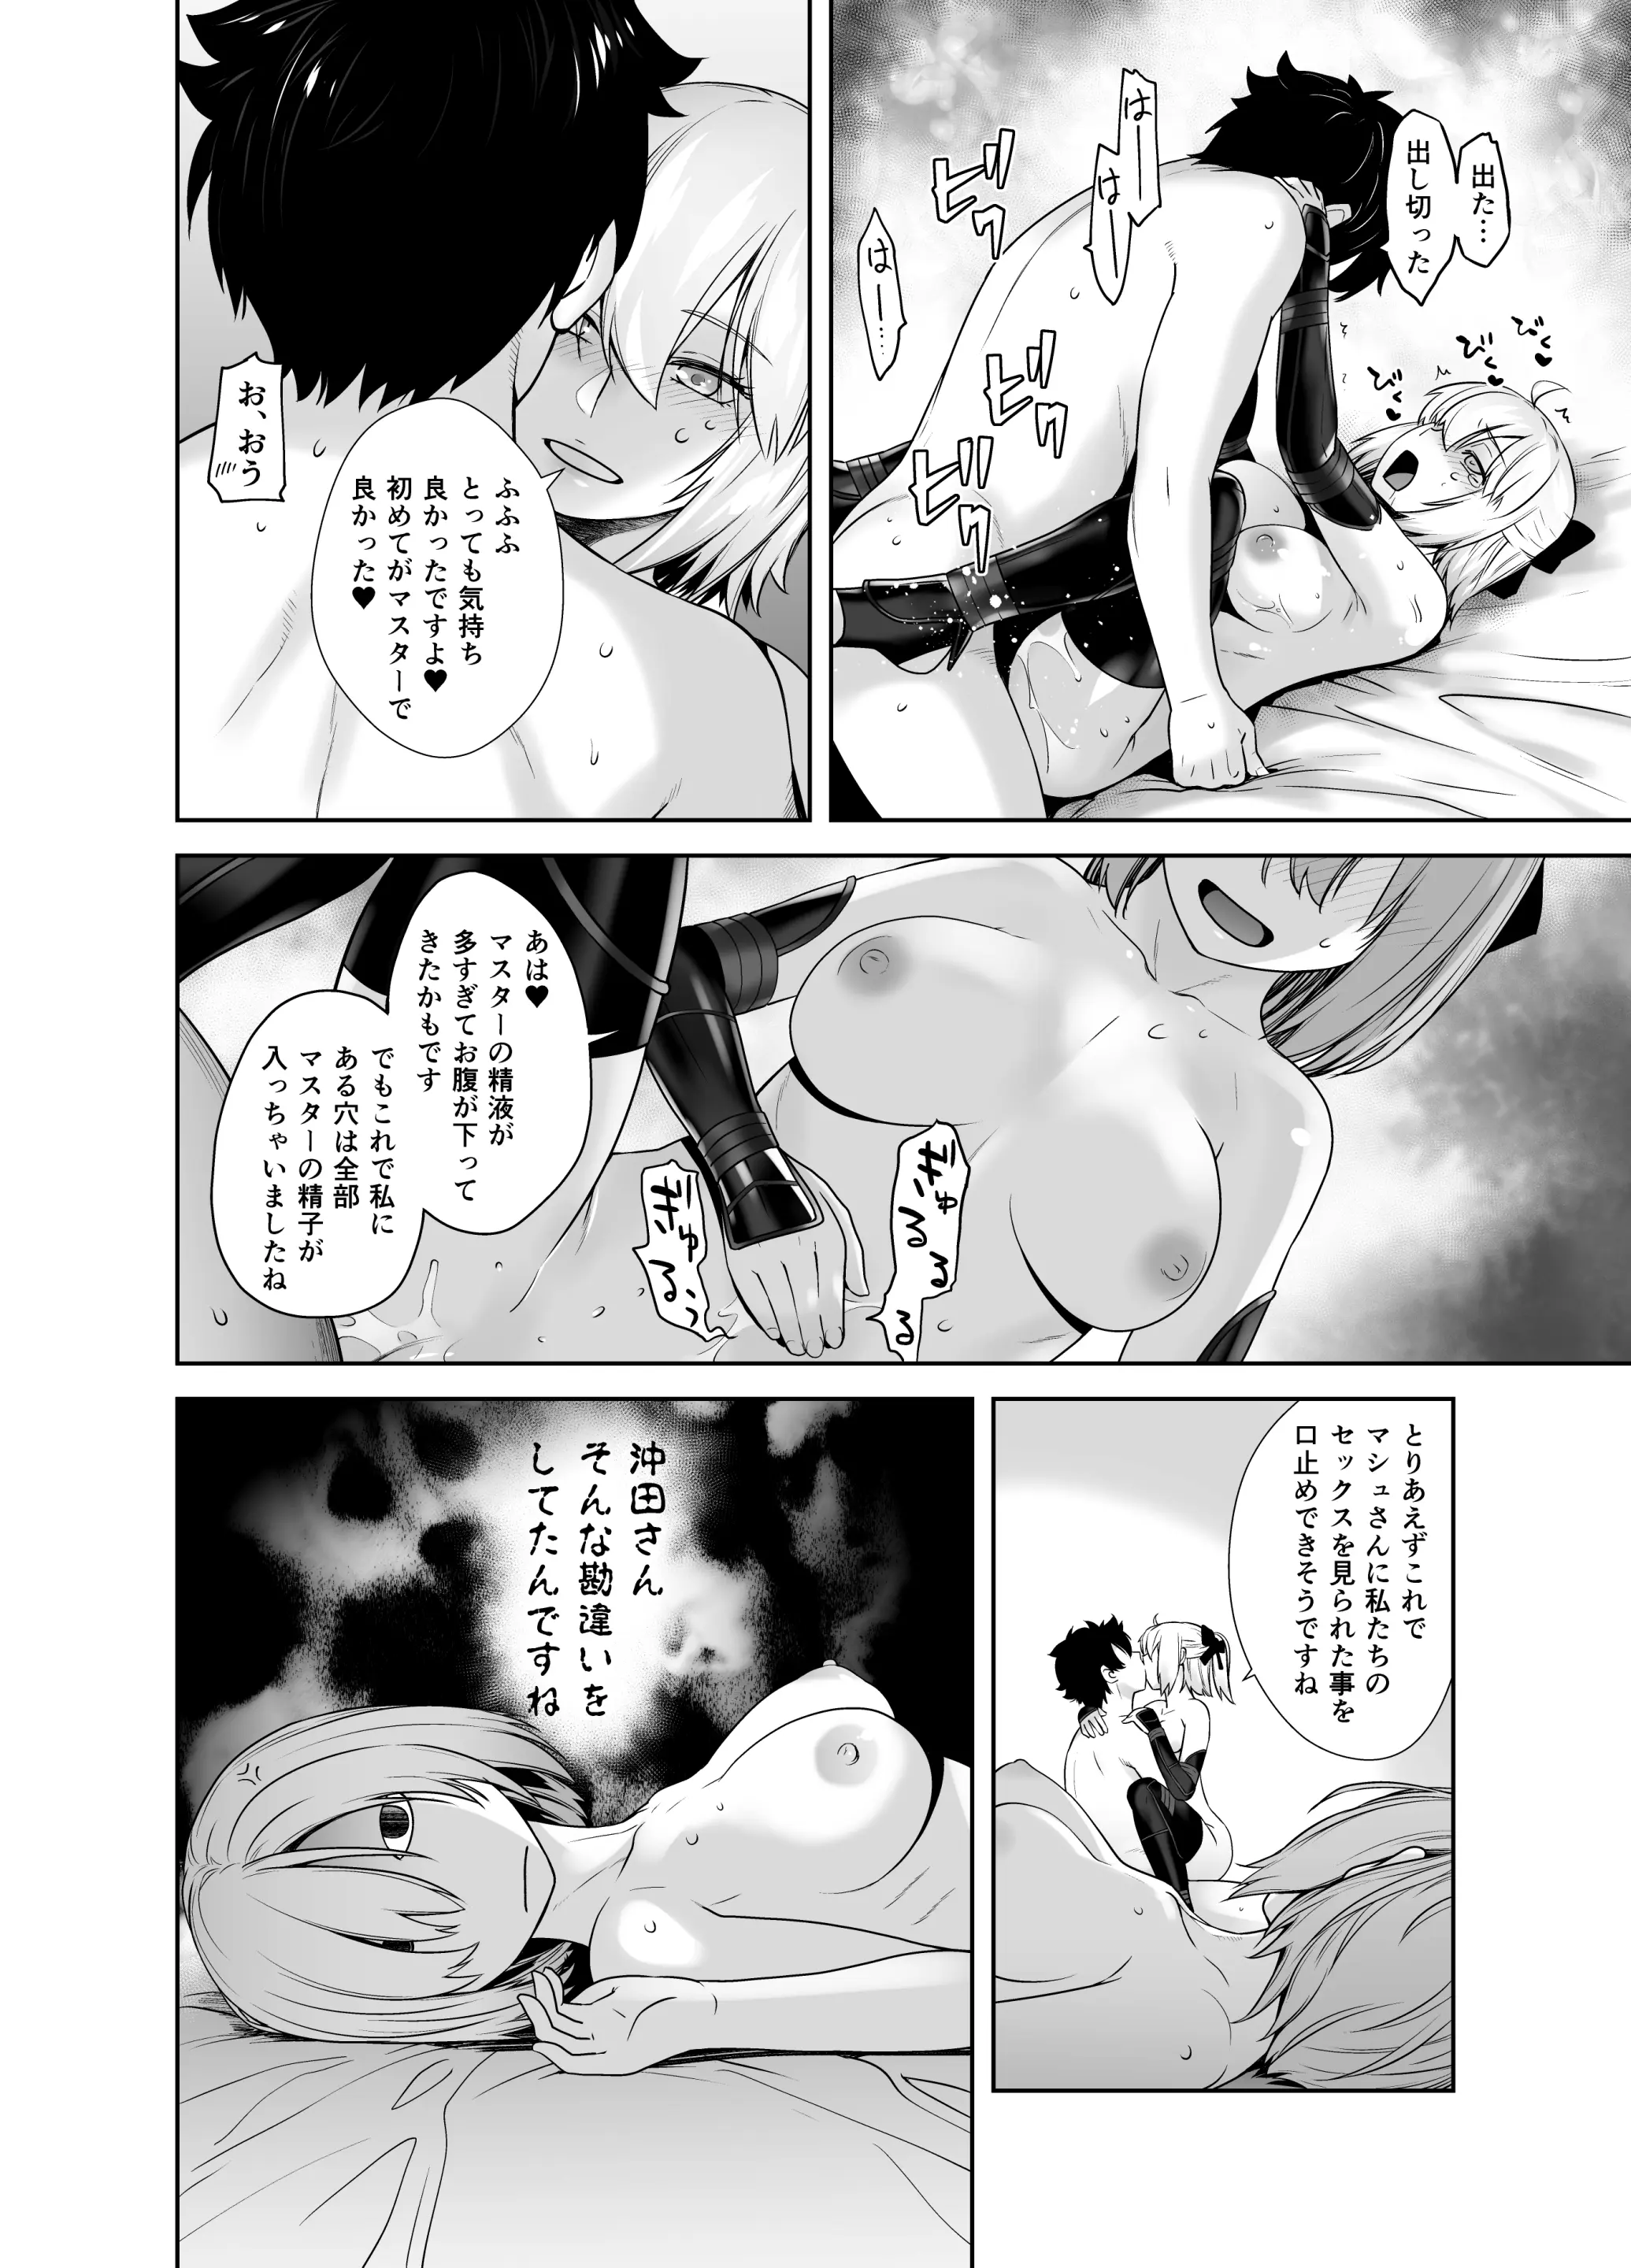 出た…
出し切った
はーー
はーー
はー……
ビクッ
ビクッ
ビクッ
ビクッ
びく♥
びく♥
びく♥
ふふふ
とっても気持ち
良かったですよ♥
初めてがマスターで
良かった♥
お、おう
あは♥
マスターの精液が
多すぎてお腹が下って
きたかもです
でもこれで私に
ある穴は全部
マスターの精子が
入っちゃいましたね
ぎゅるるるる
ぎゅるっ
とりあえずこれで
マシュさんに私たちの
セックスを見られた事を
口止めできそうですね
沖田さん
そんな勘違いを
してたんですね